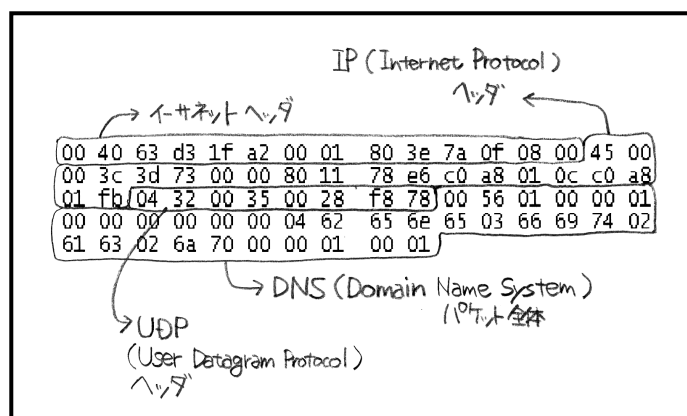 IP (Internet Protocol)
ヘッダ
イーサネットヘッダ
00 40 63 d3 1f a2 00 01 80 3e 7a 0f 08 00 45 00
00 3c 3d 73 00 00 80 11 78 e6 c0 a8 01 0c c0 a8
01 fb 04 32 00 35 00 28 f8 78 00 56 01 00 00 01
00 00 00 00 00 00 04 62 65 6e 65 03 66 69 74 02
61 63 02 6a 70 00 00 01 00 01
DNS (Domain Name System)
パケット全体
UDP
(User Datagram Protocol)
ヘッダ